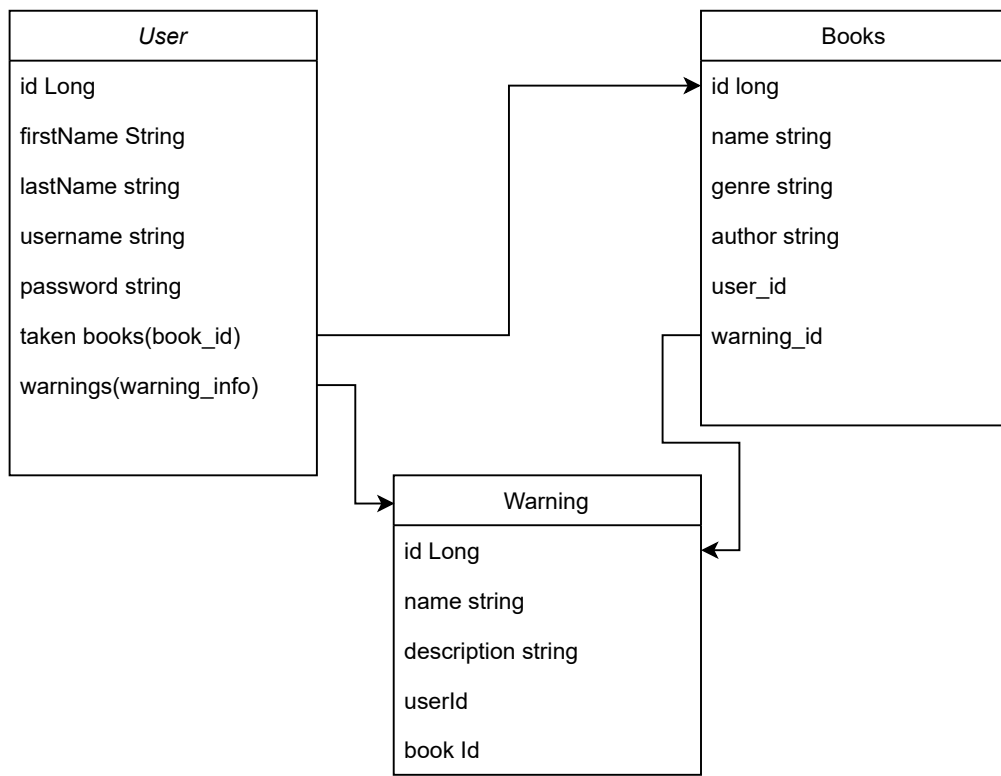 User
id Long
firstName String
lastName string
username string
password string
taken books(book_id)
warnings(warning_info)
Books
id long
name string
genre string
author string
user_id
warning_id
Warning
id Long
name string
description string
userId
book Id